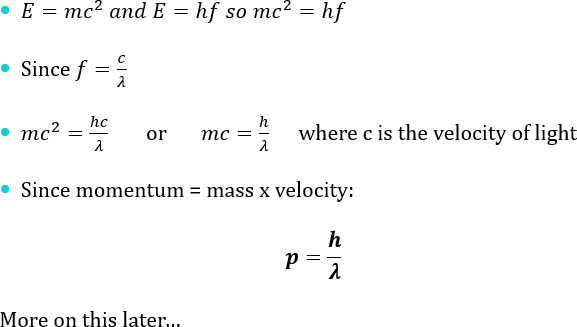 • E = mc² and E = hf so mc² = hf
• Since f = c/λ
• mc² = hc/λ or mc = h/λ where c is the velocity of light
• Since momentum = mass x velocity:
p = h/λ
More on this later...